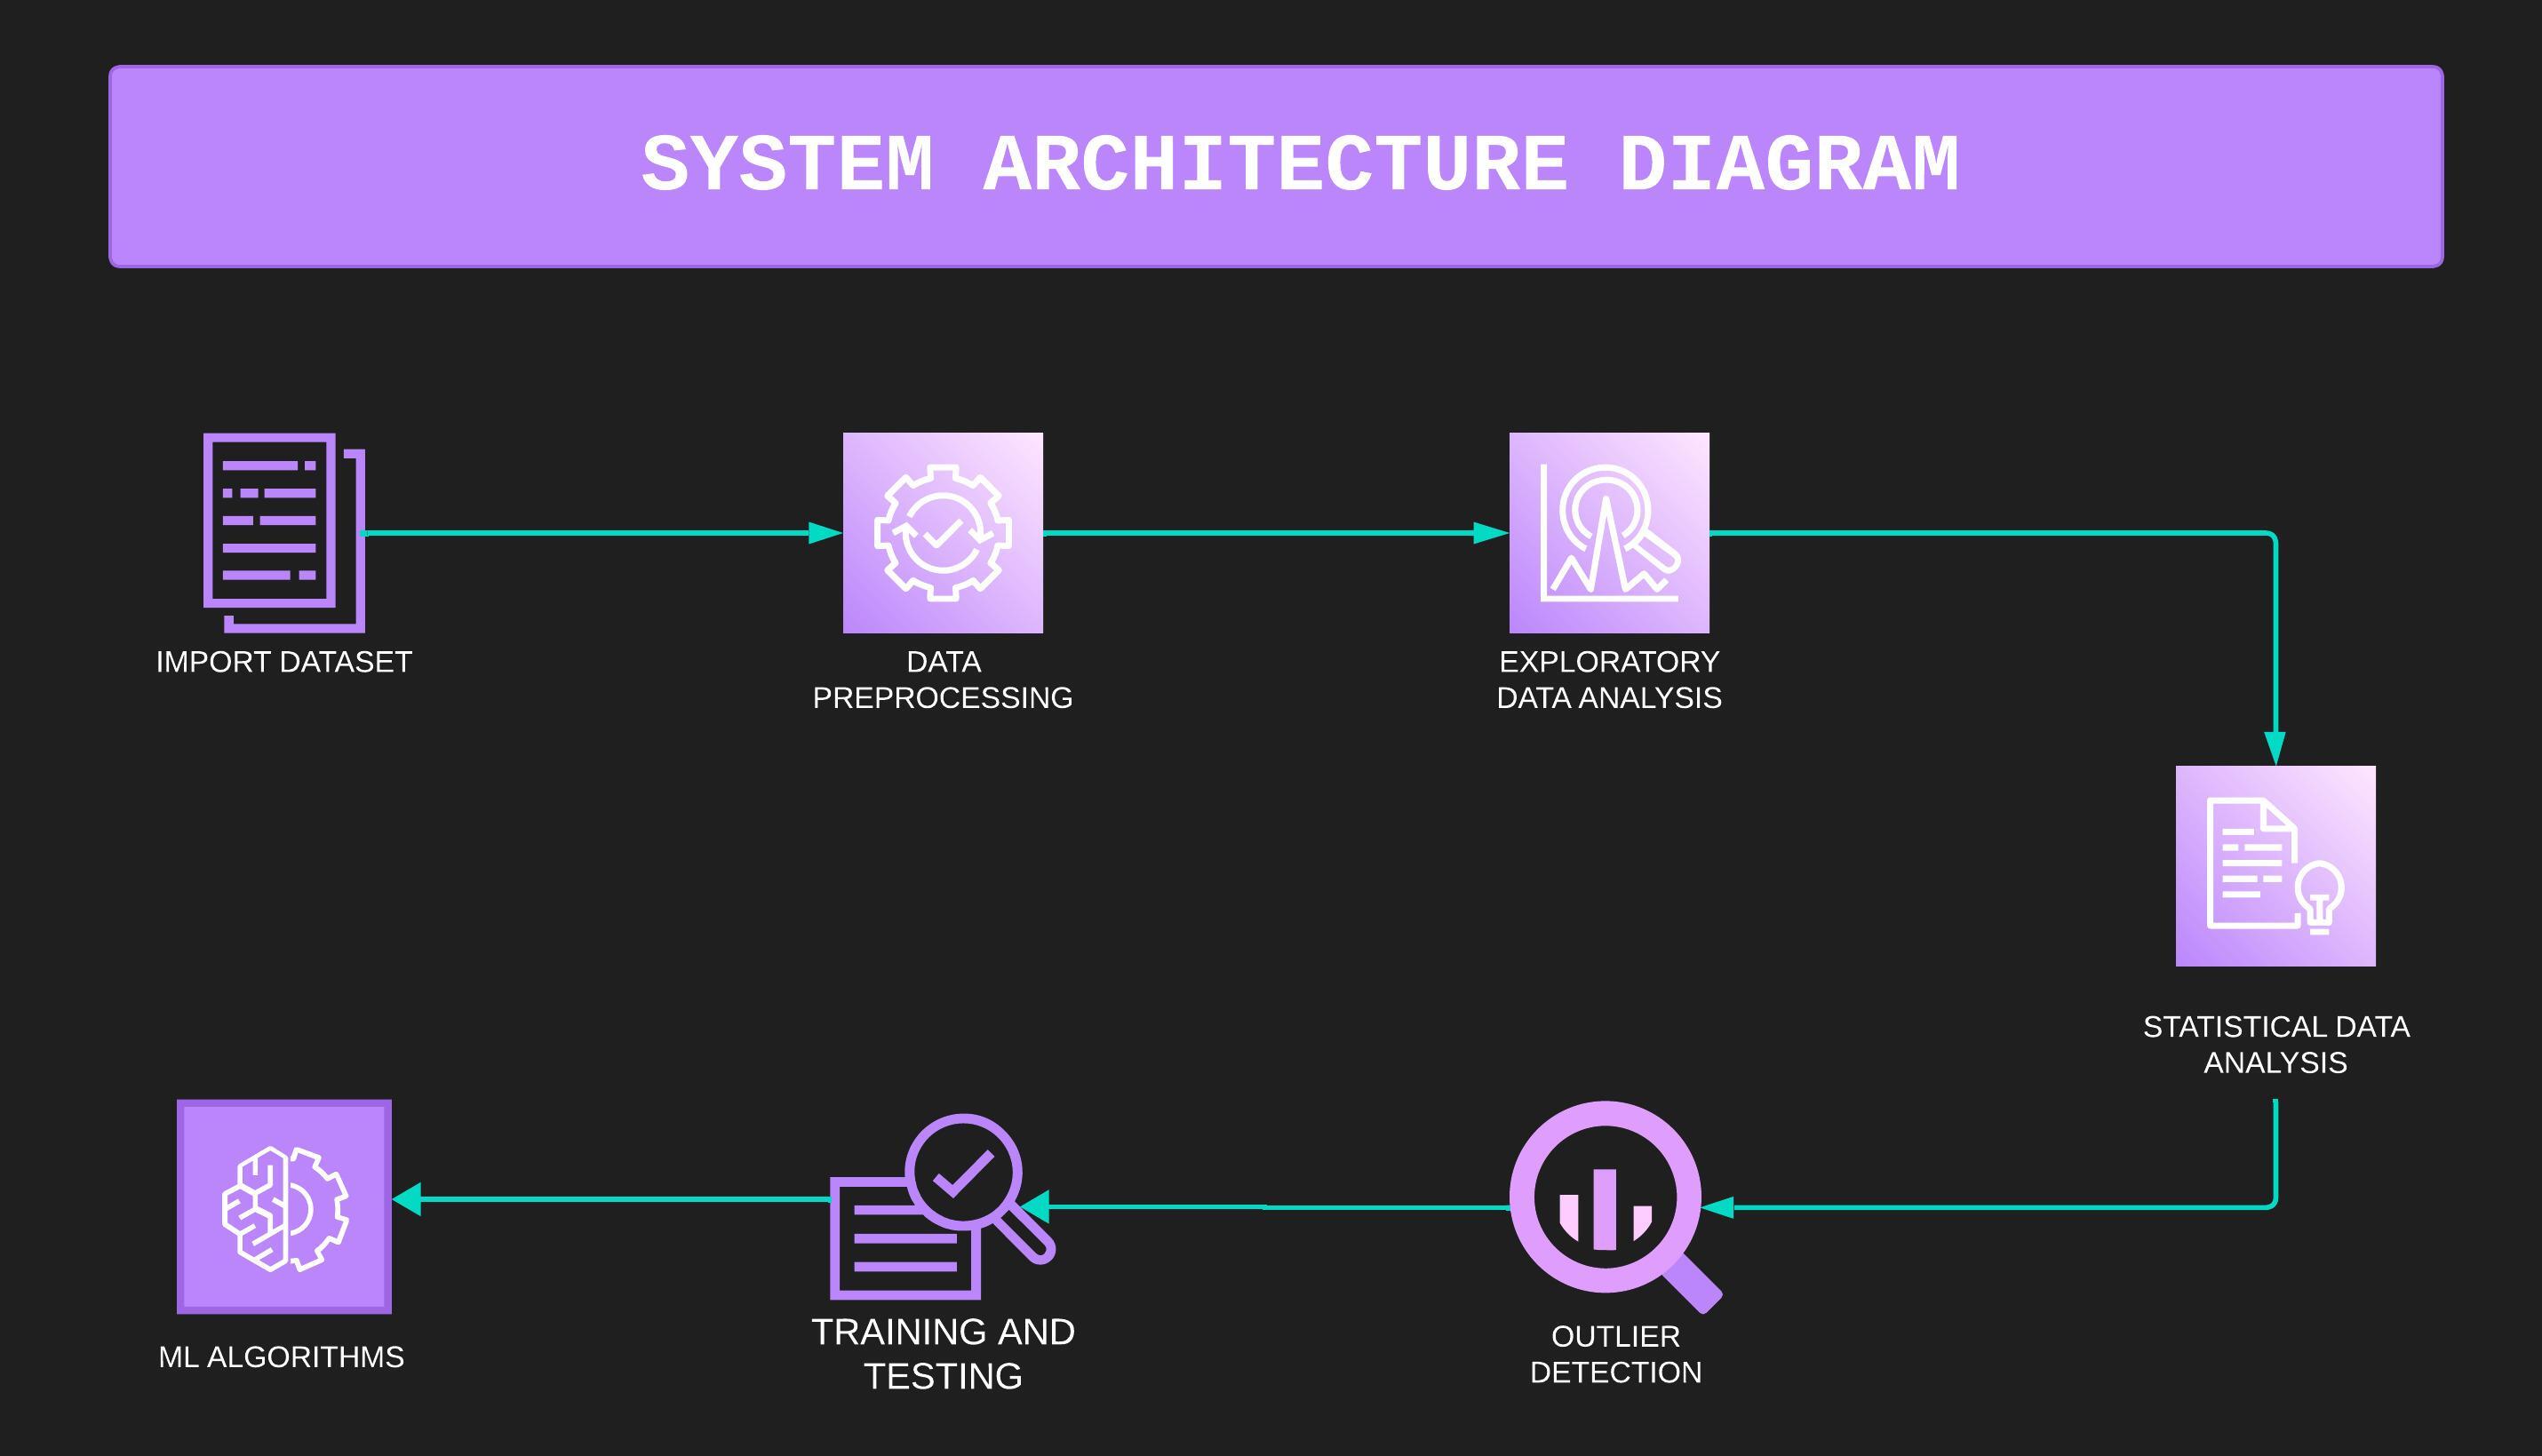 SYSTEM ARCHITECTURE DIAGRAM
IMPORT DATASET
DATA
PREPROCESSING
EXPLORATORY
DATA ANALYSIS
STATISTICAL DATA
ANALYSIS
OUTLIER
DETECTION
TRAINING AND
TESTING
ML ALGORITHMS